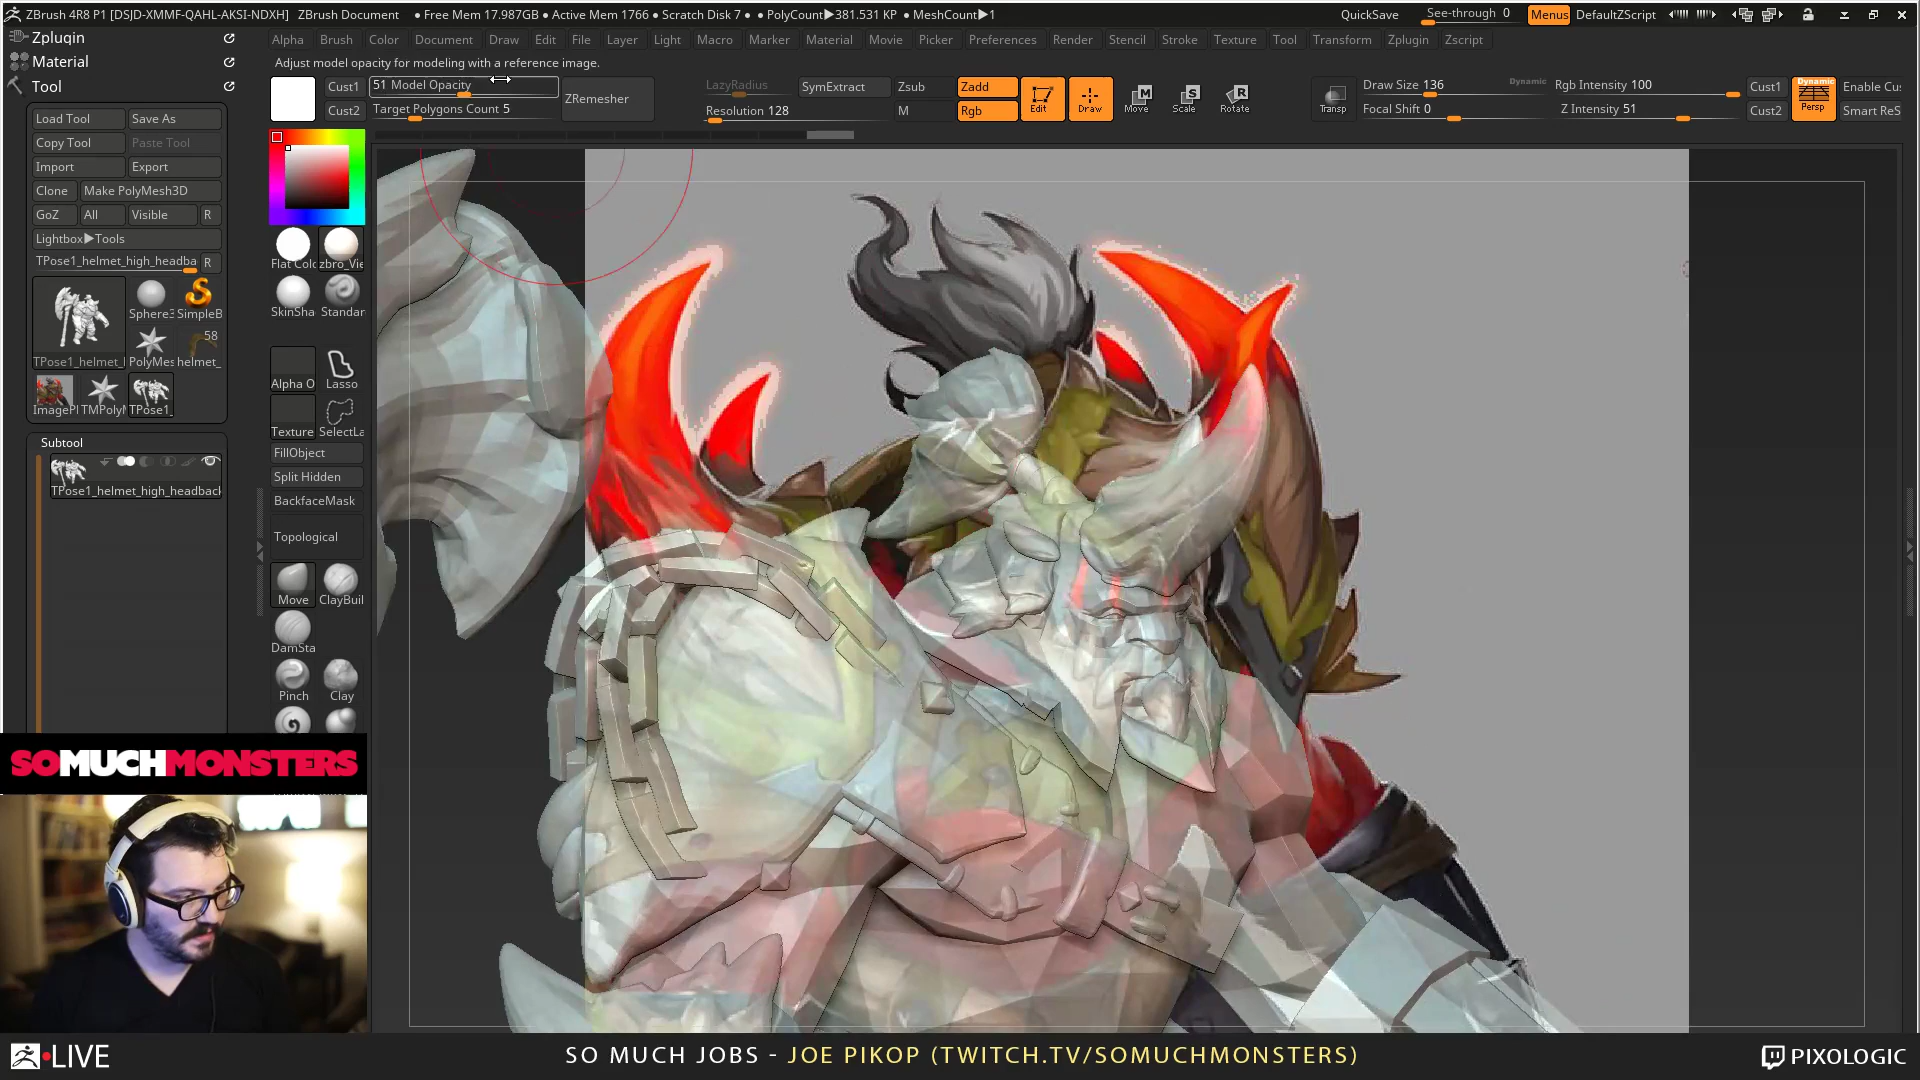 ZBrush 4R8 P1 [DSJD-XMMF-QAHL-AKSI-NDXH] ZBrush Document • Free Mem 17.987GB • Active Mem 1766 • Scratch Disk 7 • PolyCount▶381.531 KP • MeshCount▶1 QuickSave See-through 0 Menus DefaultZScript
Zplugin
Alpha Brush Color Document Draw Edit File Layer Light Macro Marker Material Movie Picker Preferences Render Stencil Stroke Texture Tool Transform Zplugin Zscript
Material
Adjust model opacity for modeling with a reference image.
Tool
Cust1 51 Model Opacity ZRemesher LazyRadius SymExtract Zsub Zadd Edit Draw Move Scale Rotate Transp Draw Size 136 Dynamic Rgb Intensity 100 Cust1 Dynamic Persp Enable Cu
Cust2 Target Polygons Count 5 Resolution 128 M Rgb Focal Shift 0 Z Intensity 51 Cust2 Smart ReS
Load Tool Save As
Copy Tool Paste Tool
Import Export
Clone Make PolyMesh3D
GoZ All Visible R
Lightbox▶Tools
TPose1_helmet_high_headba R
Sphere3 SimpleB
58
TPose1_helmet_ PolyMes helmet_
ImagePl TMPolyM TPose1_
Flat Colo zbro_Vie
SkinSha Standar
Alpha O Lasso
Texture SelectLa
FillObject
Split Hidden
BackfaceMask
Topological
Move ClayBuil
DamSta
Pinch Clay
Subtool
TPose1_helmet_high_headback
SOMUCHMONSTERS
LIVE
SO MUCH JOBS - JOE PIKOP (TWITCH.TV/SOMUCHMONSTERS)
PIXOLOGIC